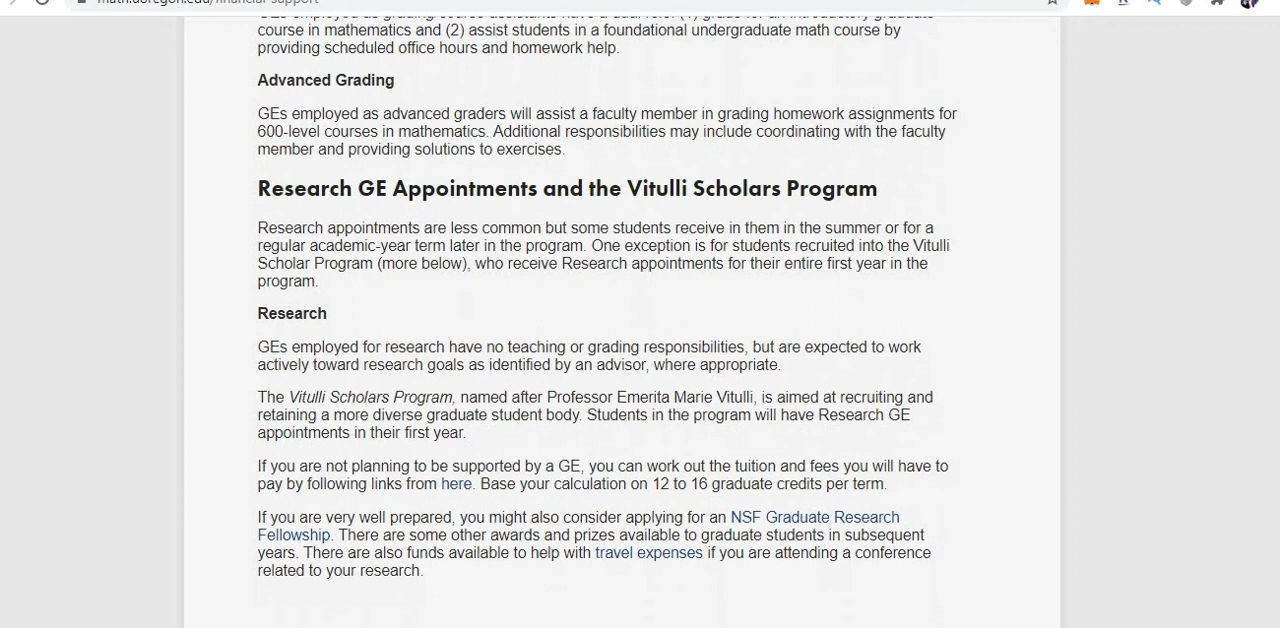 math.uoregon.edu/financial-support
GEs employed as grading course assistants have a dual role: (1) grade for an introductory graduate
course in mathematics and (2) assist students in a foundational undergraduate math course by
providing scheduled office hours and homework help.
Advanced Grading
GEs employed as advanced graders will assist a faculty member in grading homework assignments for
600-level courses in mathematics. Additional responsibilities may include coordinating with the faculty
member and providing solutions to exercises.
Research GE Appointments and the Vitulli Scholars Program
Research appointments are less common but some students receive in them in the summer or for a
regular academic-year term later in the program. One exception is for students recruited into the Vitulli
Scholar Program (more below), who receive Research appointments for their entire first year in the
program.
Research
GEs employed for research have no teaching or grading responsibilities, but are expected to work
actively toward research goals as identified by an advisor, where appropriate.
The Vitulli Scholars Program, named after Professor Emerita Marie Vitulli, is aimed at recruiting and
retaining a more diverse graduate student body. Students in the program will have Research GE
appointments in their first year.
If you are not planning to be supported by a GE, you can work out the tuition and fees you will have to
pay by following links from here. Base your calculation on 12 to 16 graduate credits per term.
If you are very well prepared, you might also consider applying for an NSF Graduate Research
Fellowship. There are some other awards and prizes available to graduate students in subsequent
years. There are also funds available to help with travel expenses if you are attending a conference
related to your research.